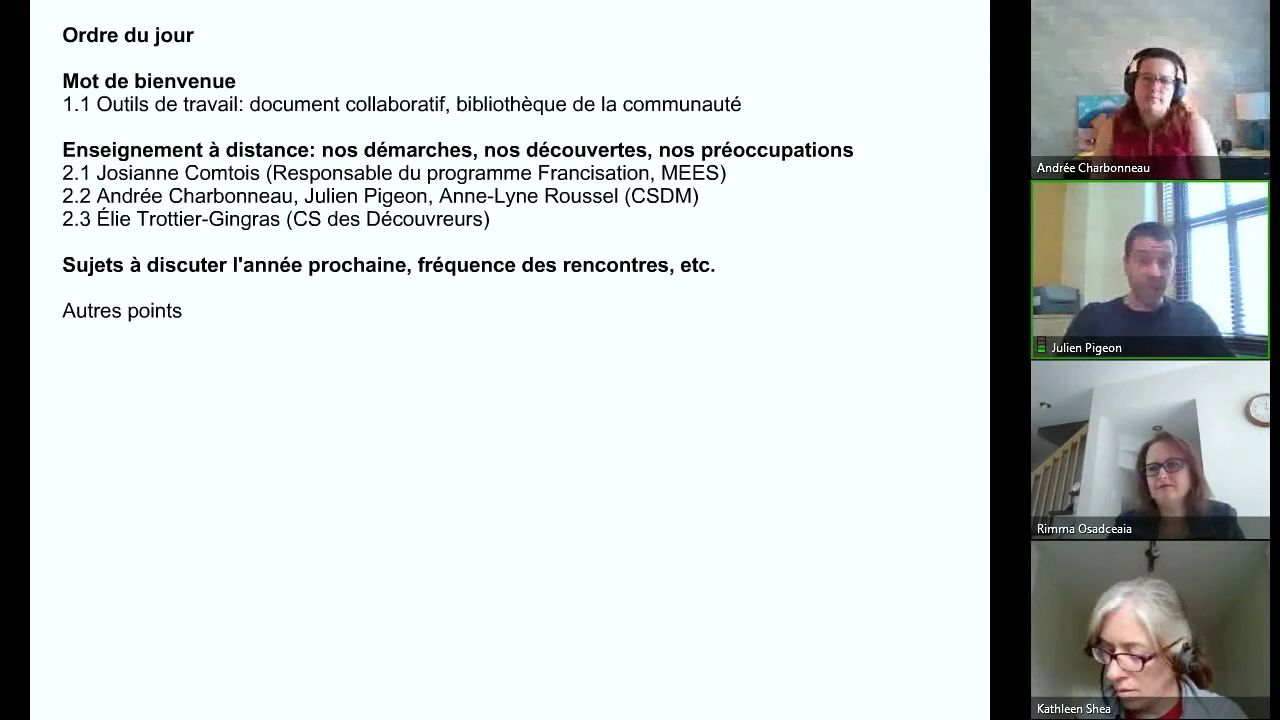 Ordre du jour
Mot de bienvenue
1.1 Outils de travail: document collaboratif, bibliothèque de la communauté
Enseignement à distance: nos démarches, nos découvertes, nos préoccupations
2.1 Josianne Comtois (Responsable du programme Francisation, MEES)
2.2 Andrée Charbonneau, Julien Pigeon, Anne-Lyne Roussel (CSDM)
2.3 Élie Trottier-Gingras (CS des Découvreurs)
Sujets à discuter l'année prochaine, fréquence des rencontres, etc.
Autres points
Andrée Charbonneau
Julien Pigeon
Rimma Osadceaia
Kathleen Shea